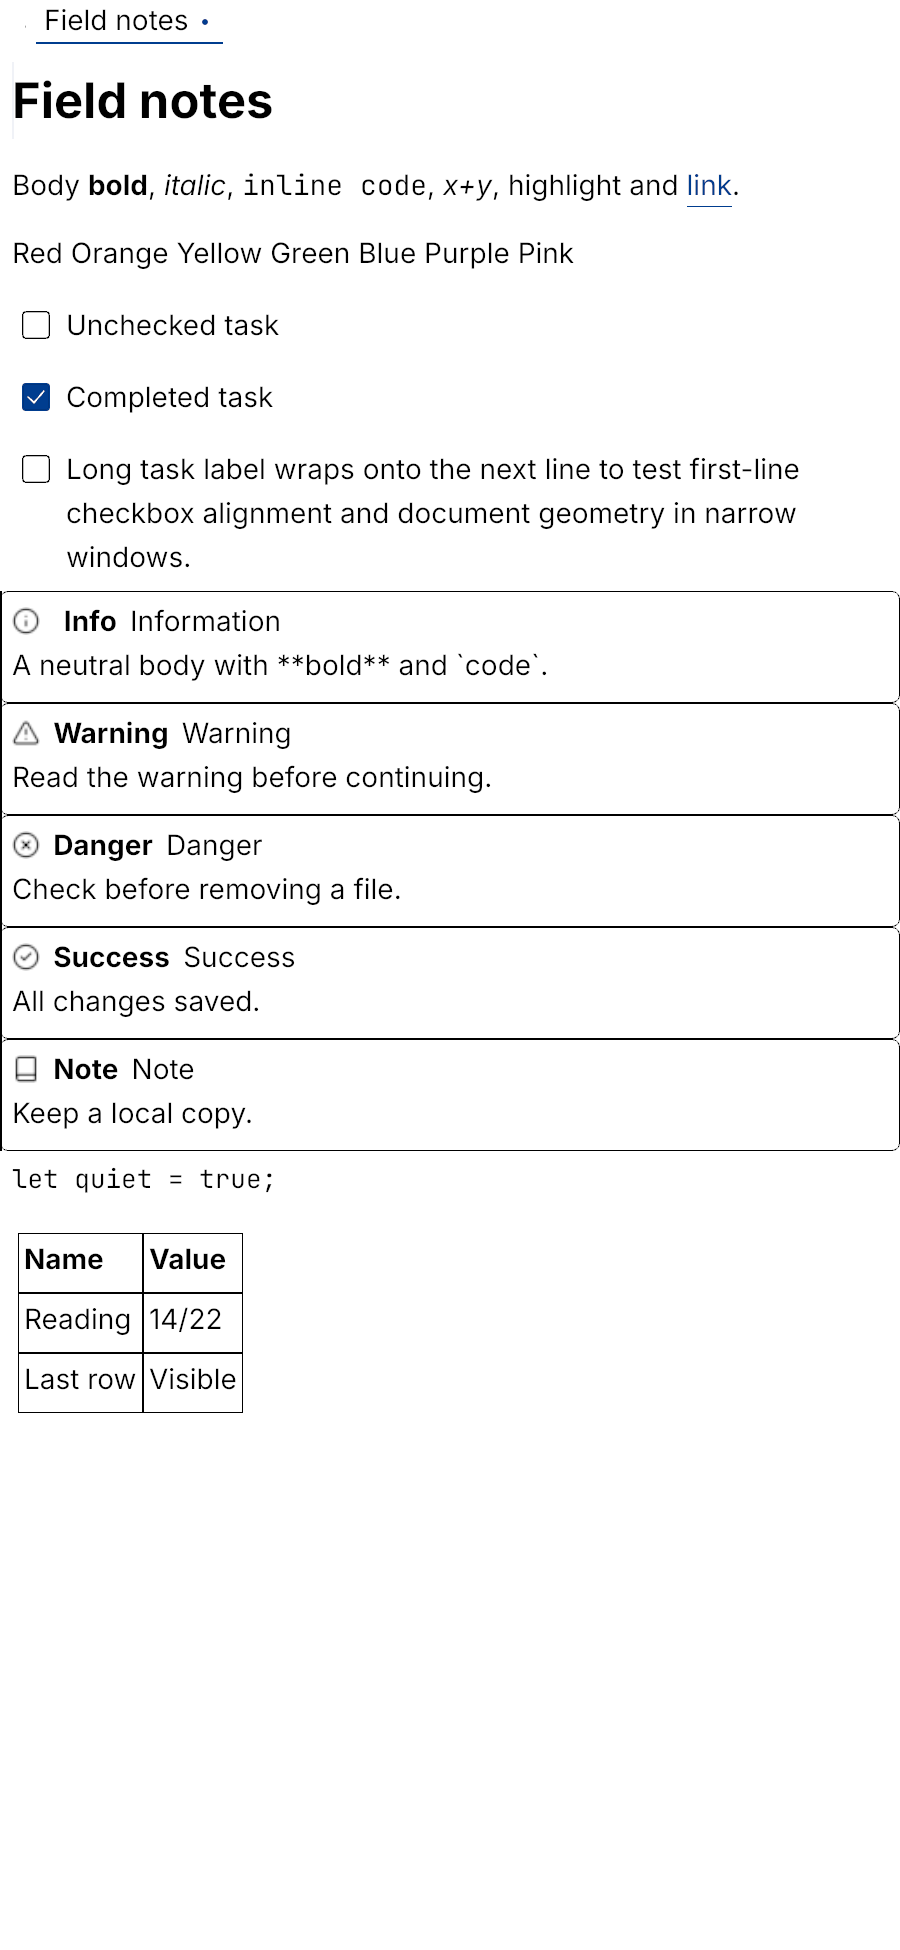 Field notes •
Field notes
Body bold, italic, inline code, x+y, highlight and link.
Red Orange Yellow Green Blue Purple Pink
Unchecked task
Completed task
Long task label wraps onto the next line to test first-line
checkbox alignment and document geometry in narrow
windows.
Info Information
A neutral body with **bold** and `code`.
Warning Warning
Read the warning before continuing.
Danger Danger
Check before removing a file.
Success Success
All changes saved.
Note Note
Keep a local copy.
let quiet = true;
Name Value
Reading 14/22
Last row Visible